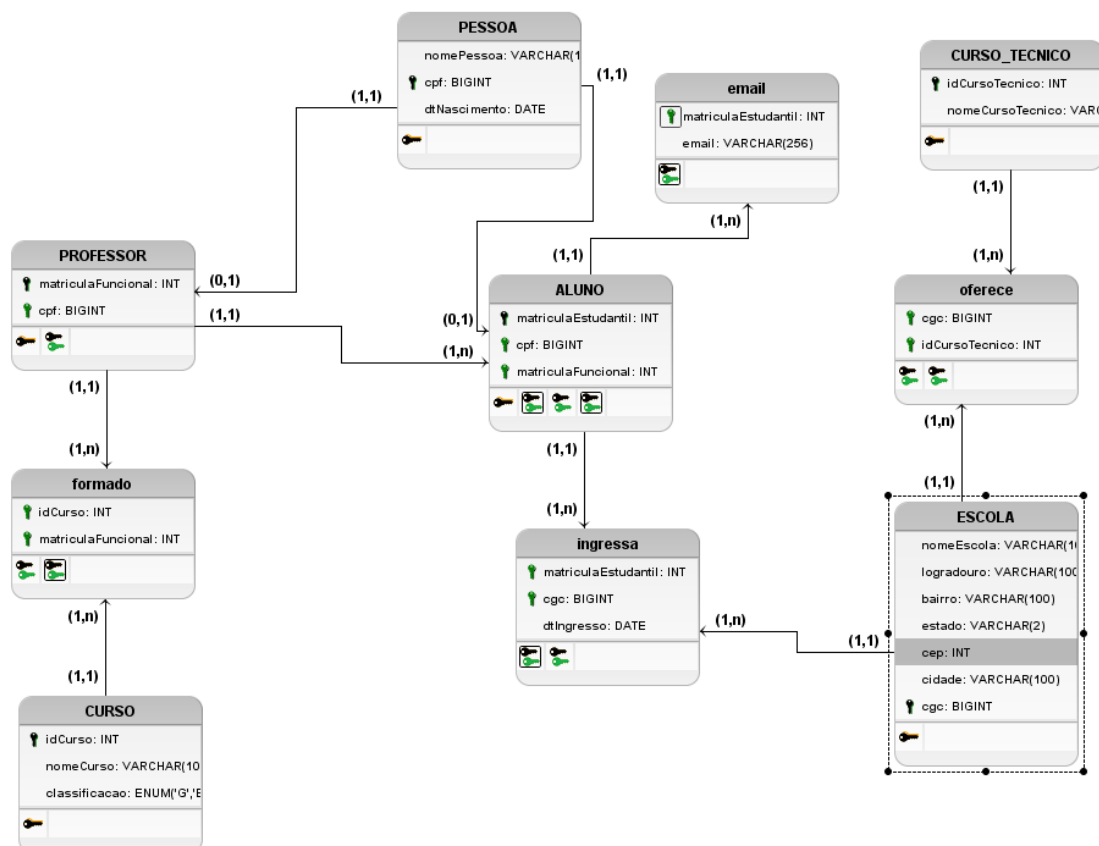 PESSOA
nomePessoa: VARCHAR(1
cpf: BIGINT
dtNascimento: DATE
(1,1)
(1,1)
email
matriculaEstudantil: INT
email: VARCHAR(256)
(1,n)
CURSO_TECNICO
idCursoTecnico: INT
nomeCursoTecnico: VARC
(1,1)
(1,n)
PROFESSOR
matriculaFuncional: INT
cpf: BIGINT
(0,1)
(1,1)
(1,1)
(1,n)
(1,1)
(0,1)
(1,n)
ALUNO
matriculaEstudantil: INT
cpf: BIGINT
matriculaFuncional: INT
(1,1)
(1,n)
oferece
cgc: BIGINT
idCursoTecnico: INT
(1,n)
(1,1)
formado
idCurso: INT
matriculaFuncional: INT
(1,n)
(1,1)
ingressa
matriculaEstudantil: INT
cgc: BIGINT
dtIngresso: DATE
(1,n)
(1,1)
ESCOLA
nomeEscola: VARCHAR(1
logradouro: VARCHAR(100
bairro: VARCHAR(100)
estado: VARCHAR(2)
cep: INT
cidade: VARCHAR(100)
cgc: BIGINT
CURSO
idCurso: INT
nomeCurso: VARCHAR(10
classificacao: ENUM('G','E